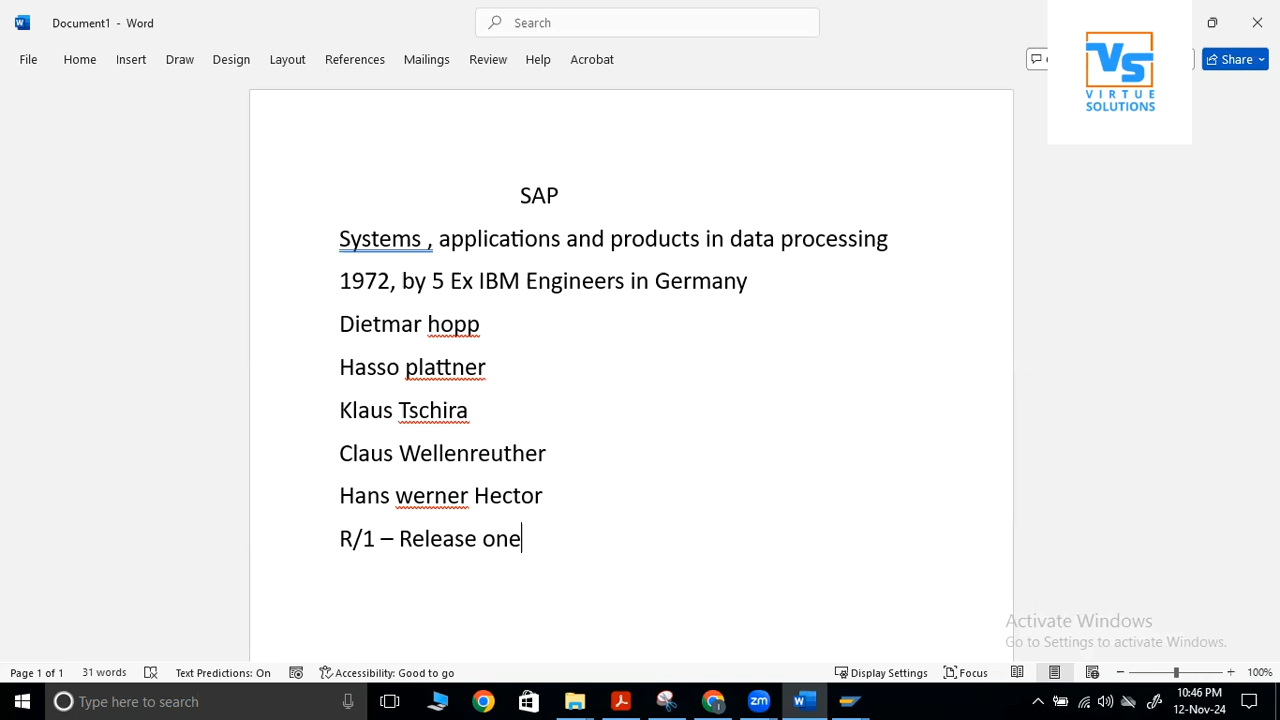 Document1 - Word
Search
File Home Insert Draw Design Layout References Mailings Review Help Acrobat
Share
VS
VIRTUE
SOLUTIONS
SAP
Systems , applications and products in data processing
1972, by 5 Ex IBM Engineers in Germany
Dietmar hopp
Hasso plattner
Klaus Tschira
Claus Wellenreuther
Hans werner Hector
R/1 – Release one
Activate Windows
Go to Settings to activate Windows.
Page 1 of 1 31 words Text Predictions: On Accessibility: Good to go Display Settings Focus 100%
Type here to search
zm
10:46 PM
12-Nov-24